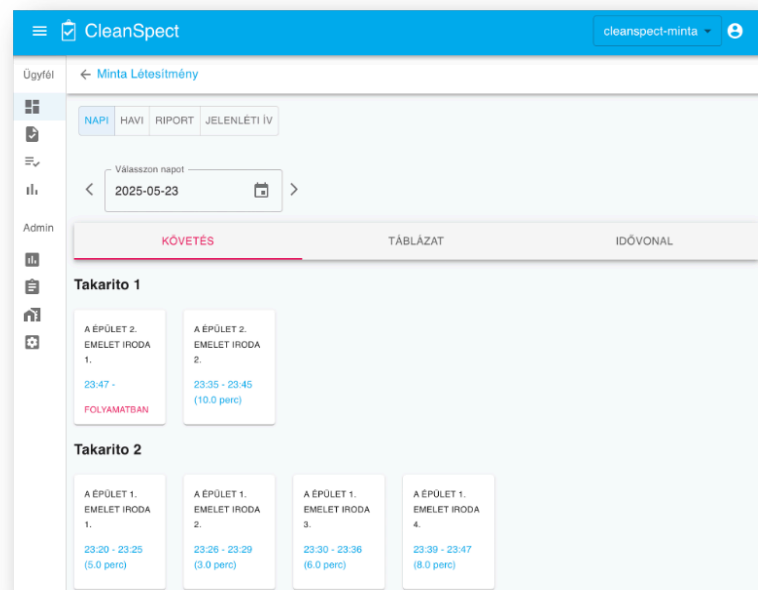 CleanSpect
cleanspect-minta
Ügyfél
Minta Létesítmény
NAPI
HAVI
RIPORT
JELENLÉTI ÍV
Válasszon napot
2025-05-23
Admin
KÖVETÉS
TÁBLÁZAT
IDŐVONAL
Takarito 1
A ÉPÜLET 2.
EMELET IRODA
1.
23:47 -
FOLYAMATBAN
A ÉPÜLET 2.
EMELET IRODA
2.
23:35 - 23:45
(10.0 perc)
Takarito 2
A ÉPÜLET 1.
EMELET IRODA
1.
23:20 - 23:25
(5.0 perc)
A ÉPÜLET 1.
EMELET IRODA
2.
23:26 - 23:29
(3.0 perc)
A ÉPÜLET 1.
EMELET IRODA
3.
23:30 - 23:36
(6.0 perc)
A ÉPÜLET 1.
EMELET IRODA
4.
23:39 - 23:47
(8.0 perc)